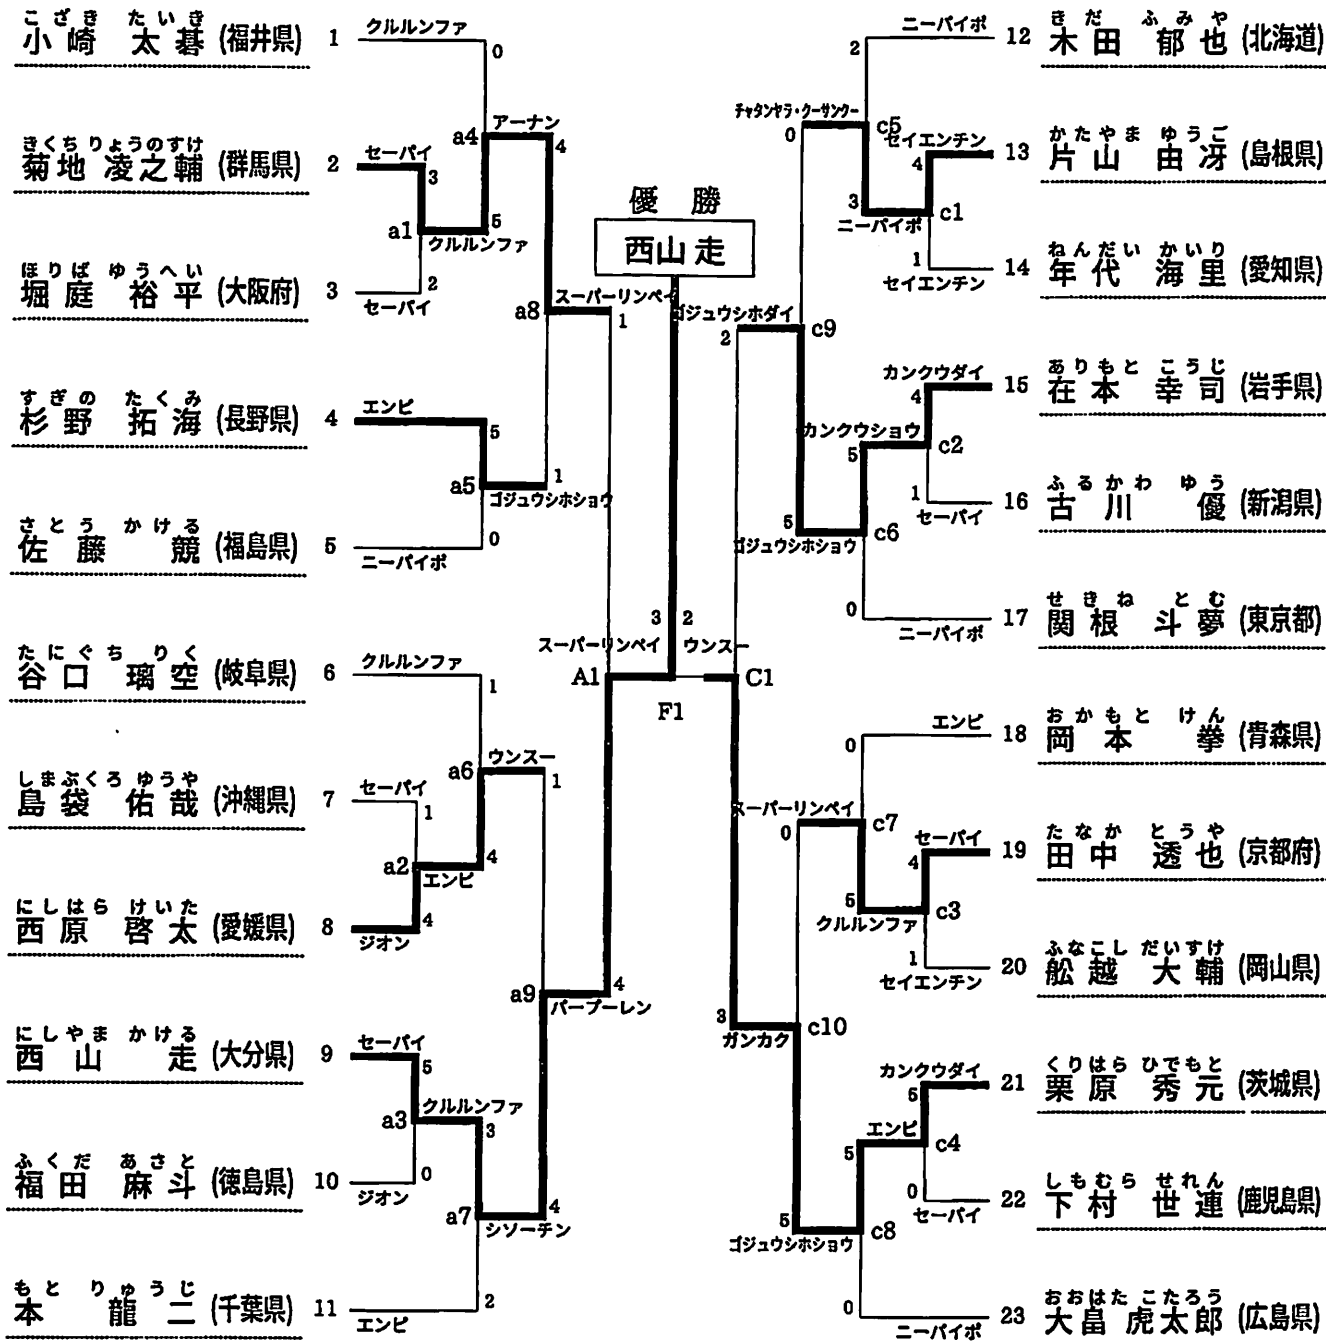 こざき たいき
小崎 太碁 (福井県) 1
クルルンファ
0
きくち りょうのすけ
菊地 凌之輔 (群馬県) 2
セーパイ
3
a1
クルルンファ
5
a4
アーナン
4
ほりば ゆうへい
堀庭 裕平 (大阪府) 3
セーパイ
2
a8
スーパーリンペイ
1
すぎの たくみ
杉野 拓海 (長野県) 4
エンピ
5
a5
ゴジュウシホショウ
1
さとう かける
佐藤 競 (福島県) 5
ニーパイポ
0
たにぐち りく
谷口 璃空 (岐阜県) 6
クルルンファ
1
a6
ウンスー
1
しまぶくろ ゆうや
島袋 佑哉 (沖縄県) 7
セーパイ
1
a2
エンピ
4
にしはら けいた
西原 啓太 (愛媛県) 8
ジオン
4
a9
パープーレン
4
にしやま かける
西山 走 (大分県) 9
セーパイ
5
a3
クルルンファ
3
ふくだ あさと
福田 麻斗 (徳島県) 10
ジオン
0
a7
シソーチン
4
もと りゅうじ
本 龍二 (千葉県) 11
エンピ
2
優 勝
西山 走
3
2
スーパーリンペイ
ウンスー
A1
C1
F1
ニーパイポ
2
きだ ふみや
12 木田 郁也 (北海道)
チャタンヤラ・クーサンクー
0
c5
セイエンチン
4
かたやま ゆうご
13 片山 由冴 (島根県)
3
ニーパイポ
c1
1
セイエンチン
ねんだい かいり
14 年代 海里 (愛知県)
ゴジュウシホダイ
2
c9
カンクウダイ
4
ありもと こうじ
15 在本 幸司 (岩手県)
カンクウショウ
5
c2
1
セーパイ
ふるかわ ゆう
16 古川 優 (新潟県)
5
ゴジュウシホショウ
c6
0
ニーパイポ
せきね とむ
17 関根 斗夢 (東京都)
エンピ
0
おかもと けん
18 岡本 拳 (青森県)
スーパーリンペイ
0
c7
セーパイ
4
たなか とうや
19 田中 透也 (京都府)
5
クルルンファ
c3
1
セイエンチン
ふなこし だいすけ
20 舩越 大輔 (岡山県)
3
ガンカク
c10
カンクウダイ
5
くりはら ひでもと
21 栗原 秀元 (茨城県)
エンピ
5
c4
0
セーパイ
しもむら せれん
22 下村 世連 (鹿児島県)
5
ゴジュウシホショウ
c8
0
ニーパイポ
おおはた こたろう
23 大畠 虎太郎 (広島県)